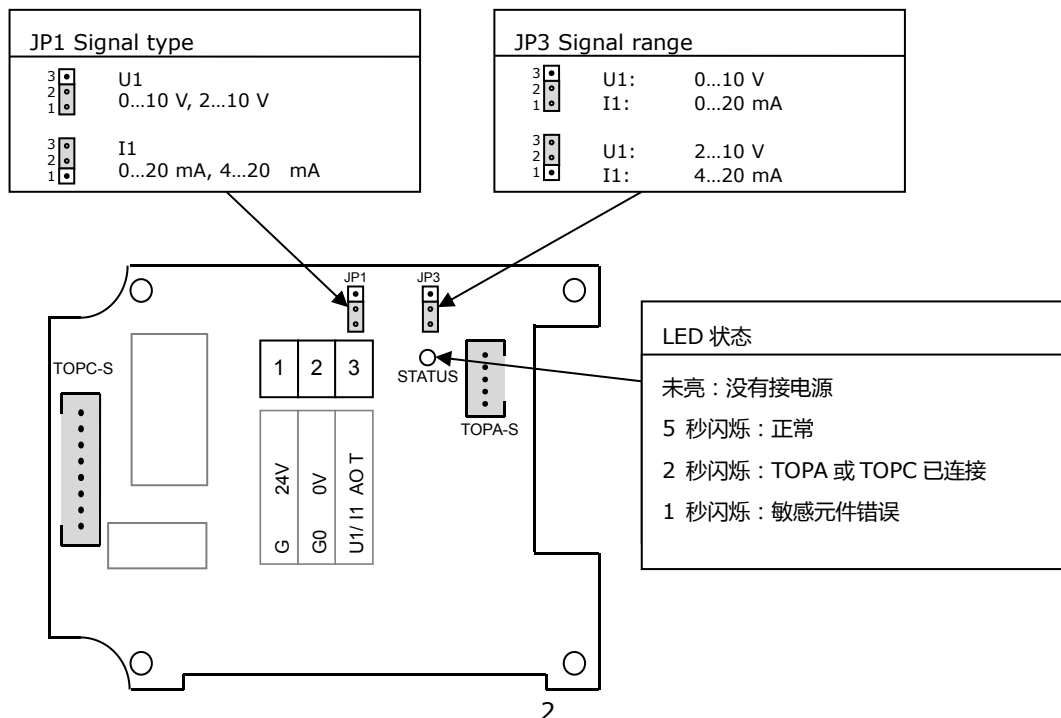 JP1 Signal type
3
2
1
U1
0...10 V, 2...10 V
3
2
1
I1
0...20 mA, 4...20 mA
JP3 Signal range
3
2
1
U1: 0...10 V
I1: 0...20 mA
3
2
1
U1: 2...10 V
I1: 4...20 mA
JP1
JP3
TOPC-S
1 2 3
STATUS
TOPA-S
G 24V
G0 0V
U1/ I1 AO T
LED 状态
未亮：没有接电源
5 秒闪烁：正常
2 秒闪烁：TOPA 或 TOPC 已连接
1 秒闪烁：敏感元件错误
2